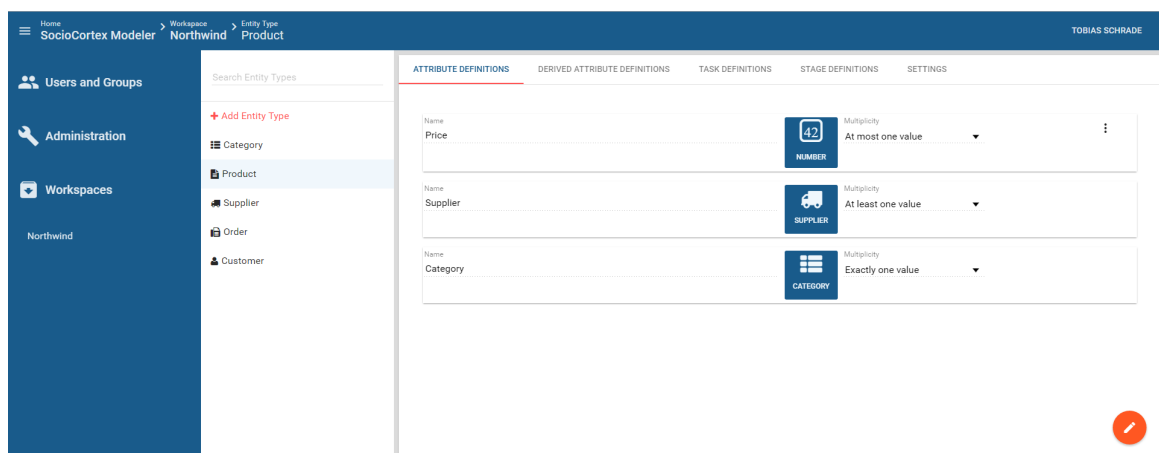 Home Workspace Entity Type
SocioCortex Modeler Northwind Product
TOBIAS SCHRADE
Users and Groups
Administration
Workspaces
Northwind
Search Entity Types
+ Add Entity Type
Category
Product
Supplier
Order
Customer
ATTRIBUTE DEFINITIONS DERIVED ATTRIBUTE DEFINITIONS TASK DEFINITIONS STAGE DEFINITIONS SETTINGS
Name
Price
42
NUMBER
Multiplicity
At most one value
Name
Supplier
SUPPLIER
Multiplicity
At least one value
Name
Category
CATEGORY
Multiplicity
Exactly one value